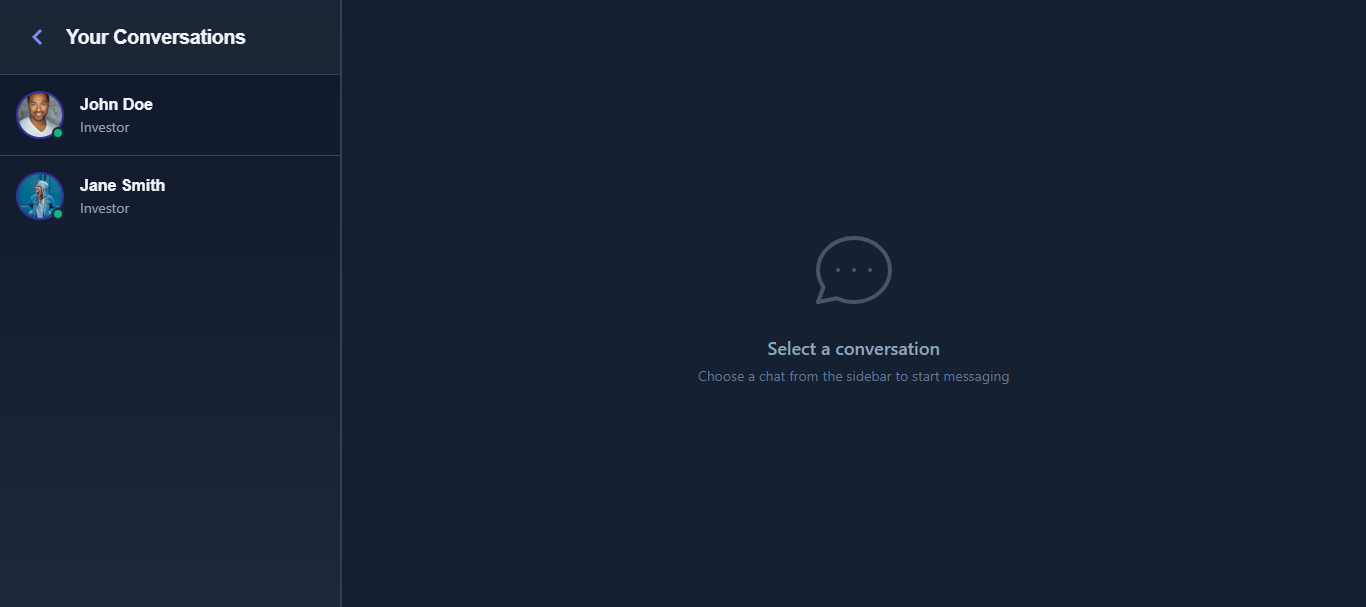 Your Conversations
John Doe
Investor
Jane Smith
Investor
Select a conversation
Choose a chat from the sidebar to start messaging